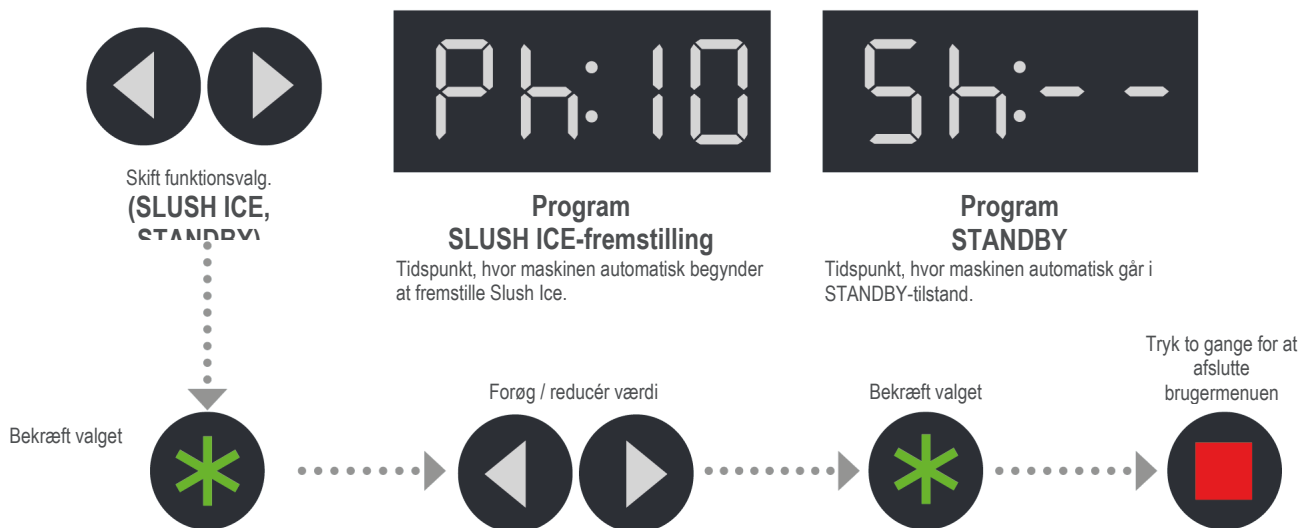 Ph:10
Sh:--
Skift funktionsvalg.
(SLUSH ICE,
STANDBY)
Program
SLUSH ICE-fremstilling
Tidspunkt, hvor maskinen automatisk begynder
at fremstille Slush Ice.
Program
STANDBY
Tidspunkt, hvor maskinen automatisk går i
STANDBY-tilstand.
Bekræft valget
Forøg / reducér værdi
Bekræft valget
Tryk to gange for at
afslutte
brugermenuen